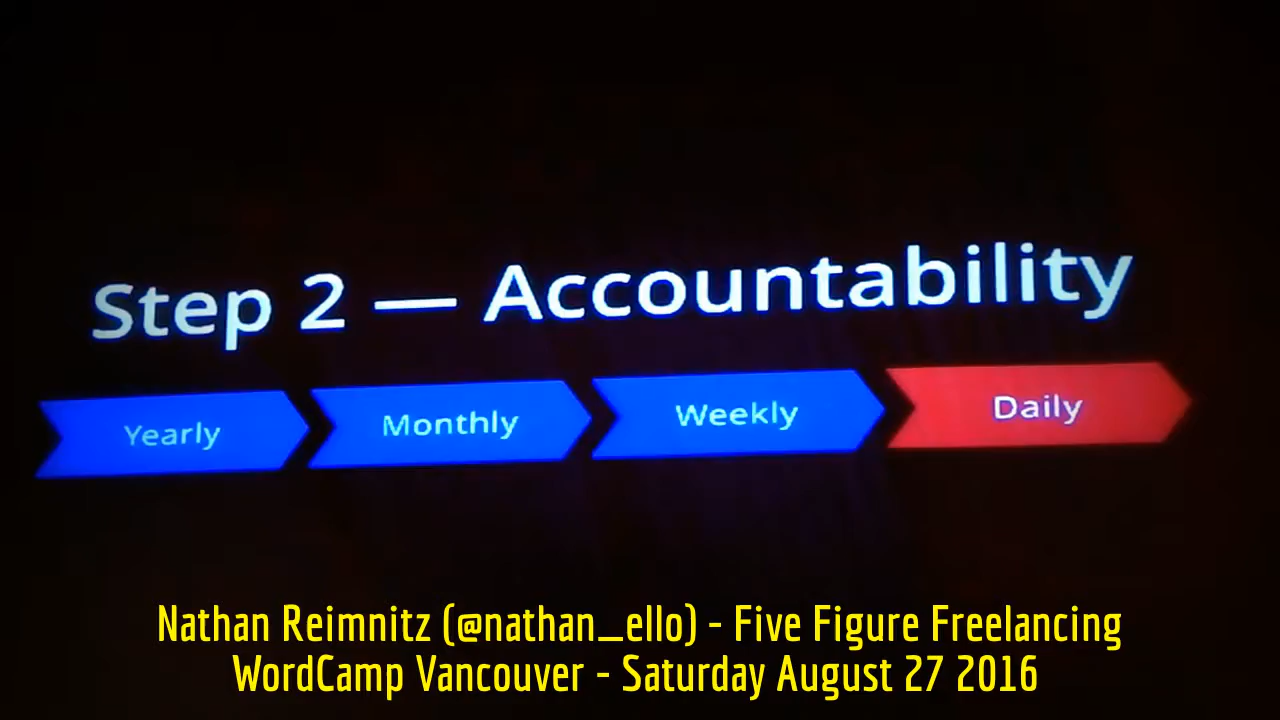 Step 2 — Accountability
Yearly Monthly Weekly Daily
Nathan Reimnitz (@nathan_ello) - Five Figure Freelancing
WordCamp Vancouver - Saturday August 27 2016